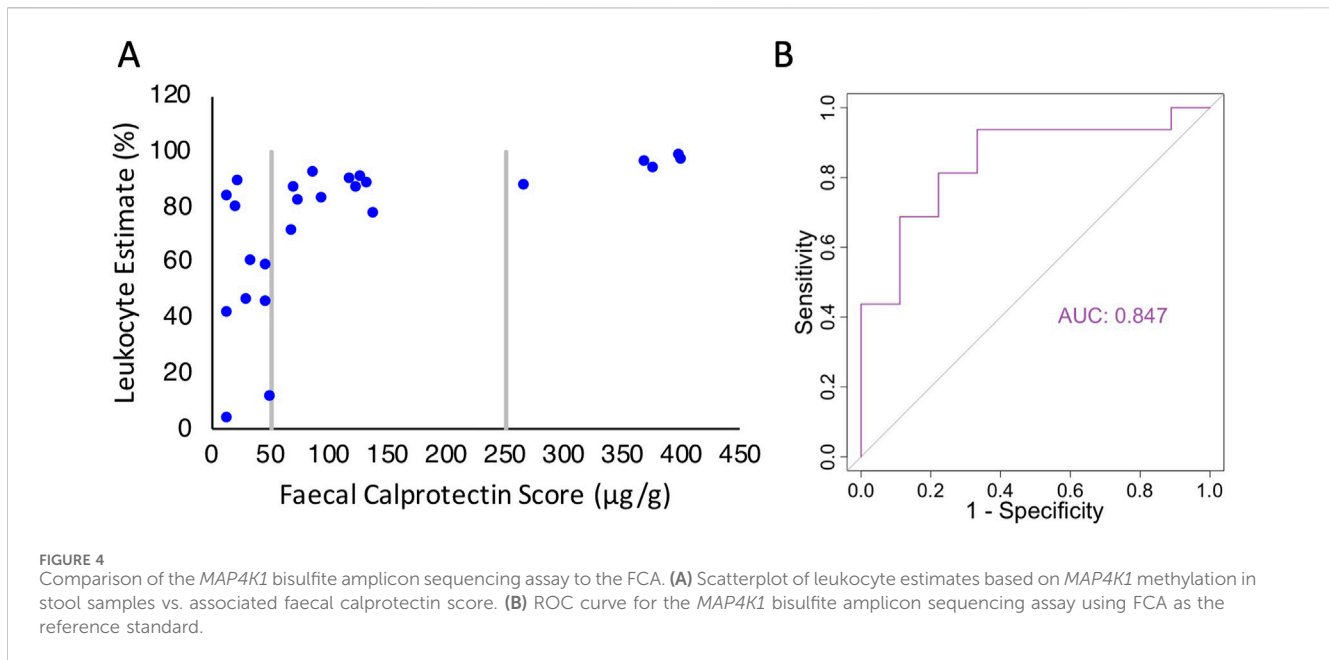 A
B
120
100
80
60
40
20
0
Leukocyte Estimate (%)
0 50 100 150 200 250 300 350 400 450
Faecal Calprotectin Score (µg/g)
1.0
0.8
0.6
0.4
0.2
0.0
Sensitivity
AUC: 0.847
0.0 0.2 0.4 0.6 0.8 1.0
1 - Specificity
FIGURE 4
Comparison of the MAP4K1 bisulfite amplicon sequencing assay to the FCA. (A) Scatterplot of leukocyte estimates based on MAP4K1 methylation in
stool samples vs. associated faecal calprotectin score. (B) ROC curve for the MAP4K1 bisulfite amplicon sequencing assay using FCA as the
reference standard.